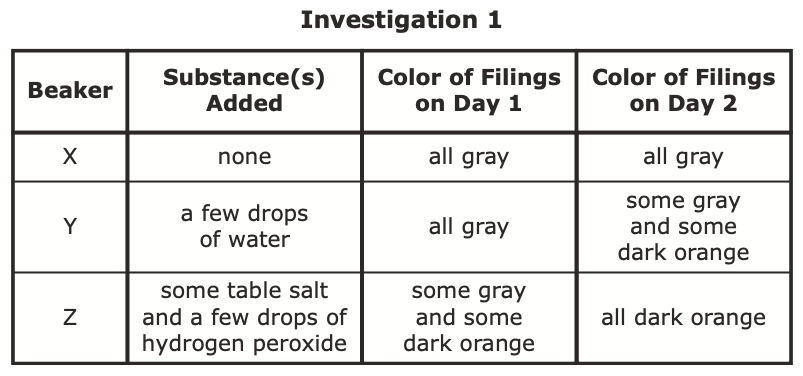 Investigation 1
Beaker
Substance(s)
Added
Color of Filings
on Day 1
Color of Filings
on Day 2
X
none
all gray
all gray
Y
a few drops
of water
all gray
some gray
and some
dark orange
Z
some table salt
and a few drops of
hydrogen peroxide
some gray
and some
dark orange
all dark orange